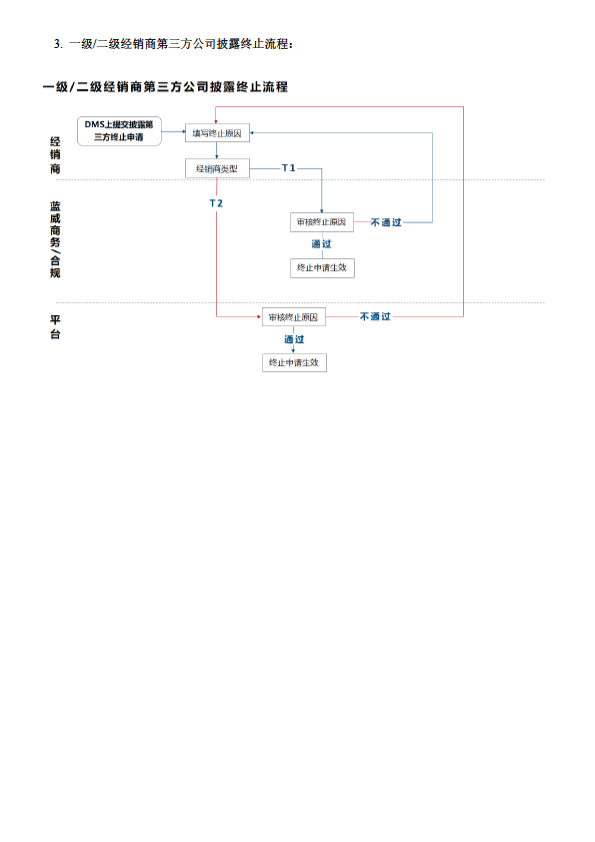 3. 一级/二级经销商第三方公司披露终止流程：
一级/二级经销商第三方公司披露终止流程
DMS上提交披露第
三方终止申请
填写终止原因
经销商
经销商类型
T1
T2
蓝威商务/合规
审核终止原因
不通过
通过
终止申请生效
平台
审核终止原因
不通过
通过
终止申请生效